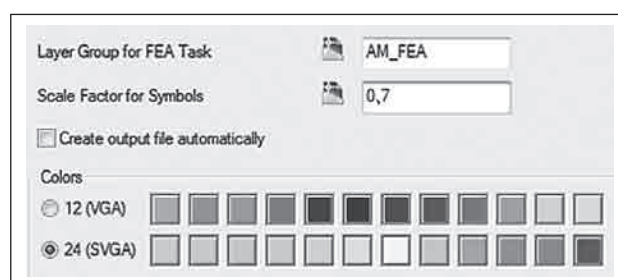 Layer Group for FEA Task AM_FEA
Scale Factor for Symbols 0,7
Create output file automatically
Colors
12 (VGA)
24 (SVGA)